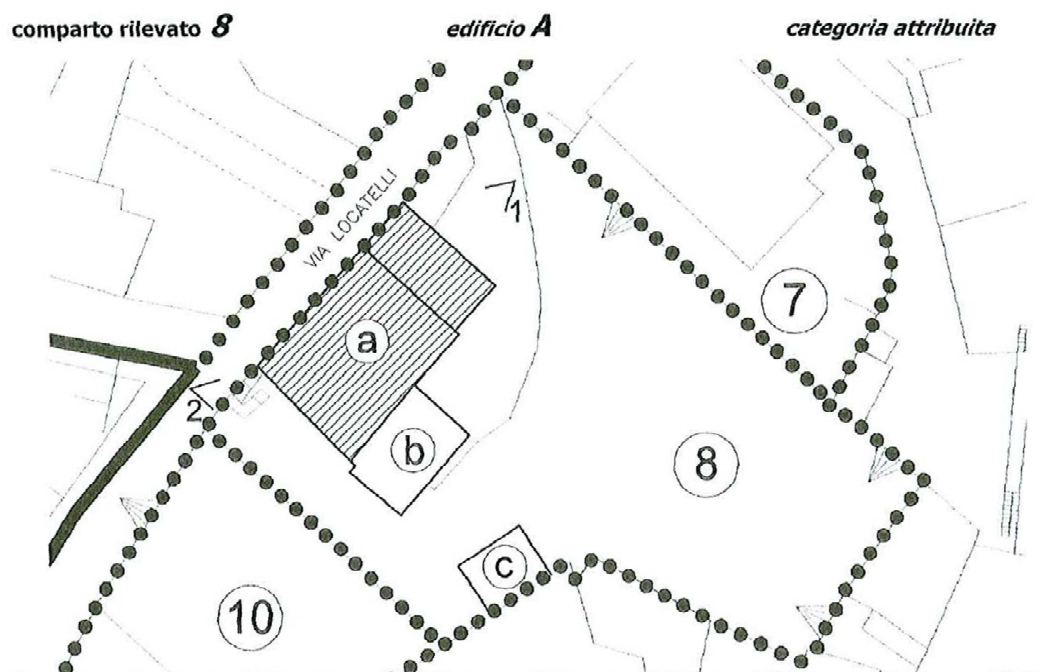 comparto rilevato 8 edificio A categoria attribuita
1
VIA LOCATELLI
7
a
2
b
8
c
10